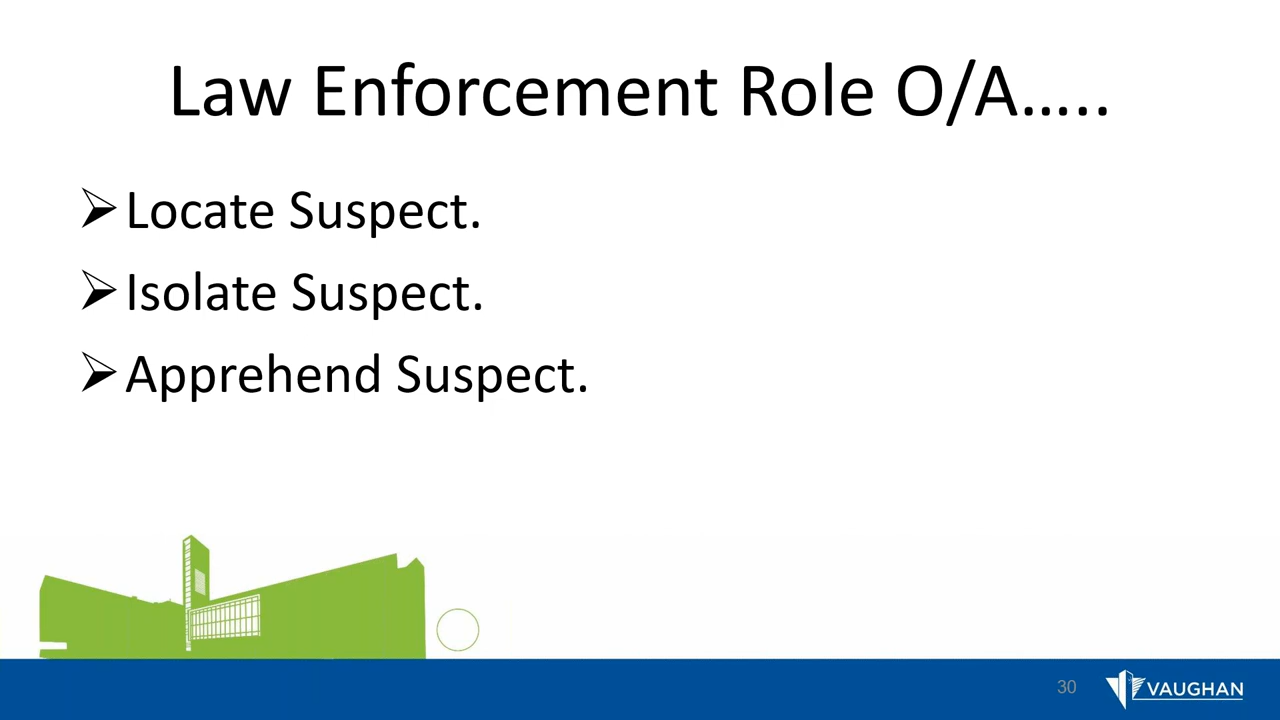 Law Enforcement Role O/A…..
Locate Suspect.
Isolate Suspect.
Apprehend Suspect.
30
VAUGHAN